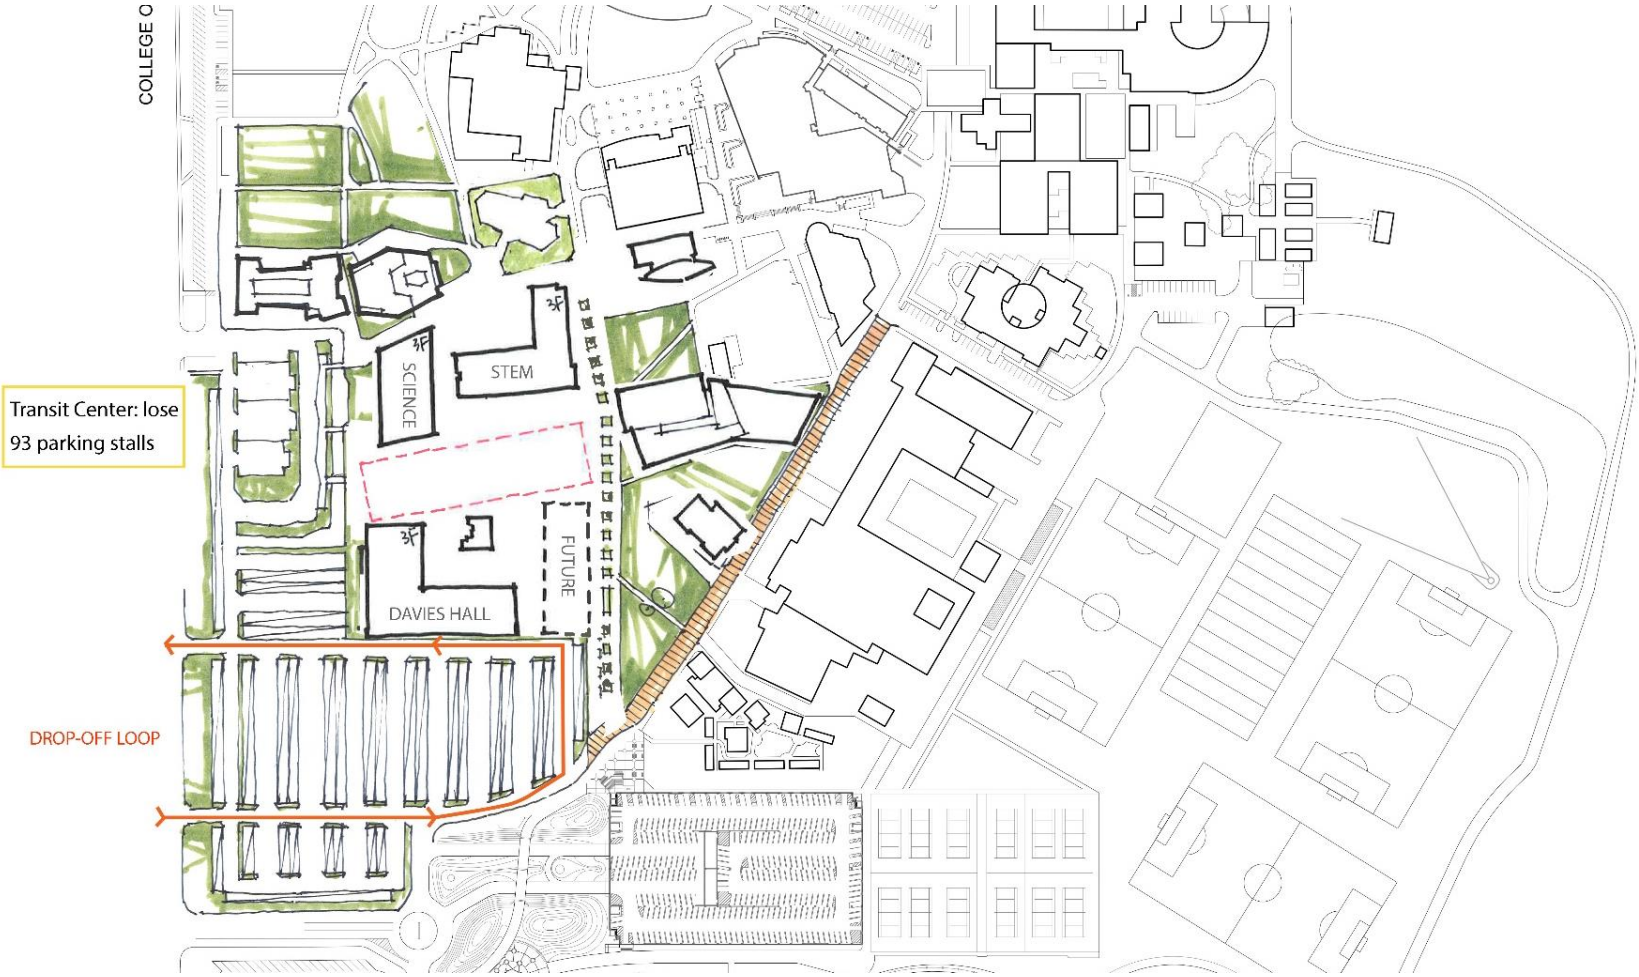 COLLEGE O
3F
3F
SCIENCE
STEM
Transit Center: lose
93 parking stalls
3F
FUTURE
DAVIES HALL
DROP-OFF LOOP